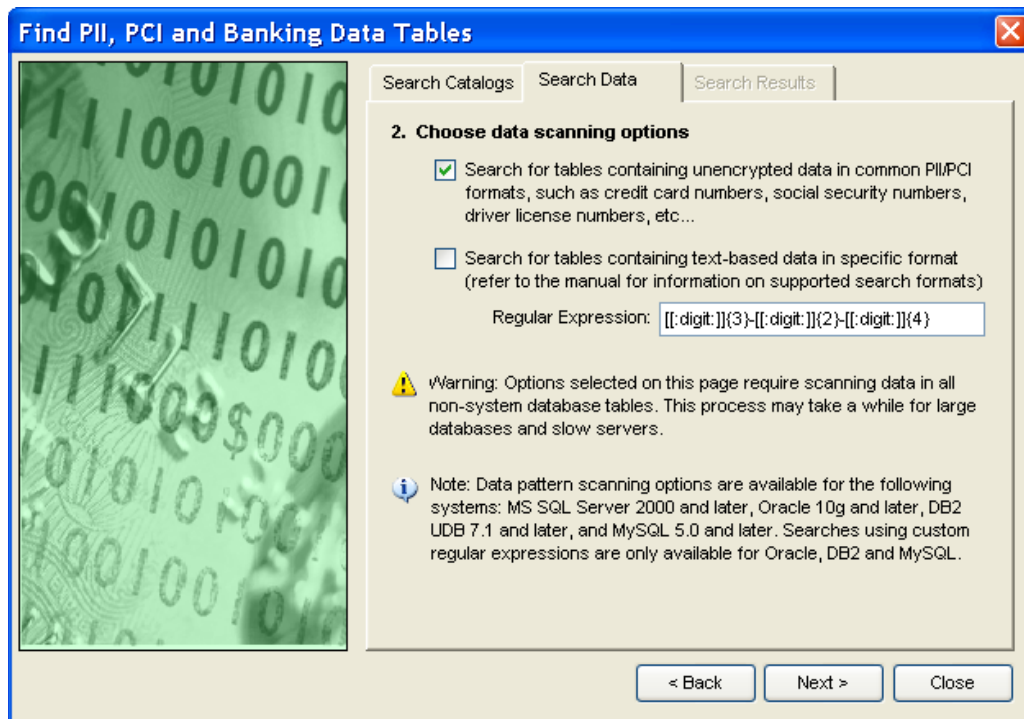 Find PII, PCI and Banking Data Tables
Search Catalogs
Search Data
Search Results
2. Choose data scanning options
Search for tables containing unencrypted data in common PII/PCI
formats, such as credit card numbers, social security numbers,
driver license numbers, etc...
Search for tables containing text-based data in specific format
(refer to the manual for information on supported search formats)
Regular Expression: [[:digit:]]{3}-[[:digit:]]{2}-[[:digit:]]{4}
Warning: Options selected on this page require scanning data in all
non-system database tables. This process may take a while for large
databases and slow servers.
Note: Data pattern scanning options are available for the following
systems: MS SQL Server 2000 and later, Oracle 10g and later, DB2
UDB 7.1 and later, and MySQL 5.0 and later. Searches using custom
regular expressions are only available for Oracle, DB2 and MySQL.
< Back
Next >
Close